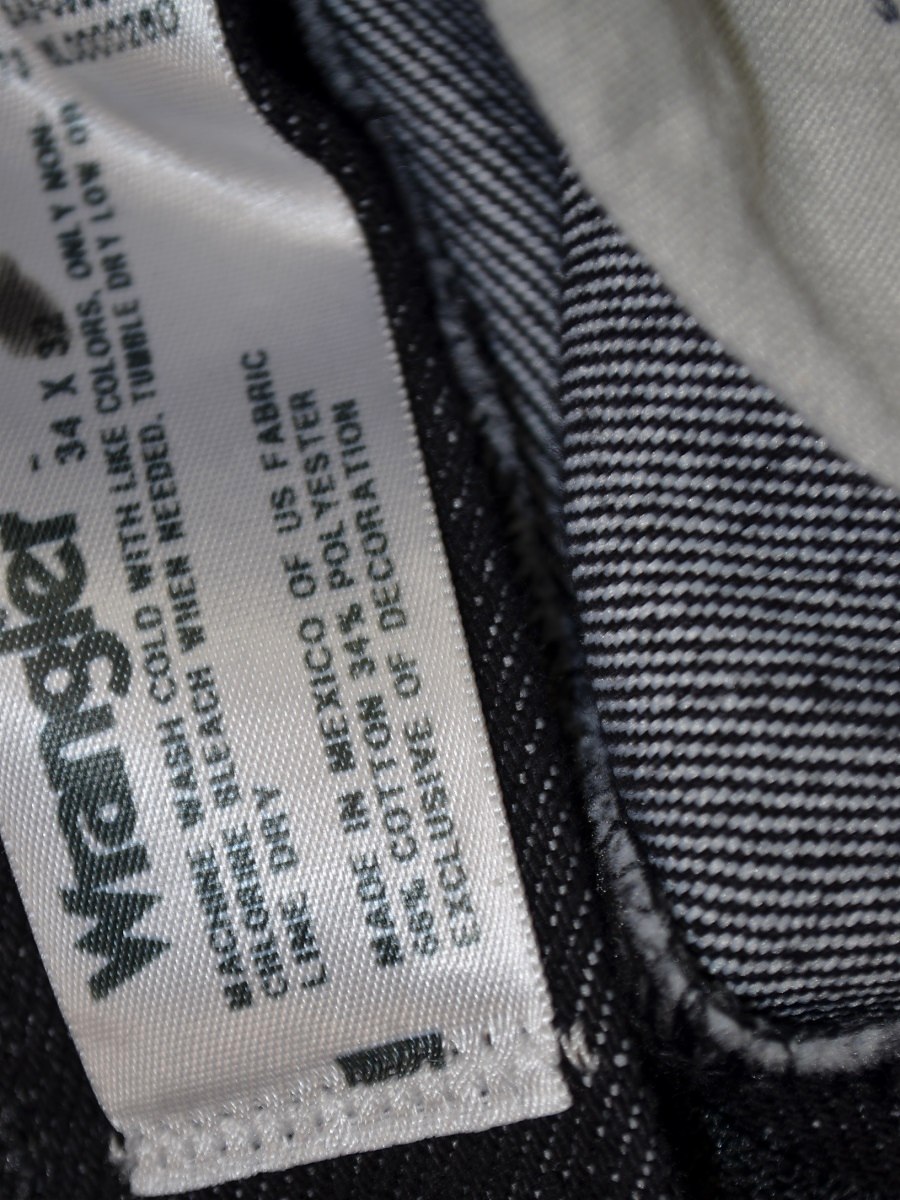 Wrangler
34 X 32
MACHINE WASH COLD WITH LIKE COLORS, ONLY NON-
CHLORINE BLEACH WHEN NEEDED. TUMBLE DRY LOW OR
LINE DRY
MADE IN MEXICO OF US FABRIC
66% COTTON 34% POLYESTER
EXCLUSIVE OF DECORATION